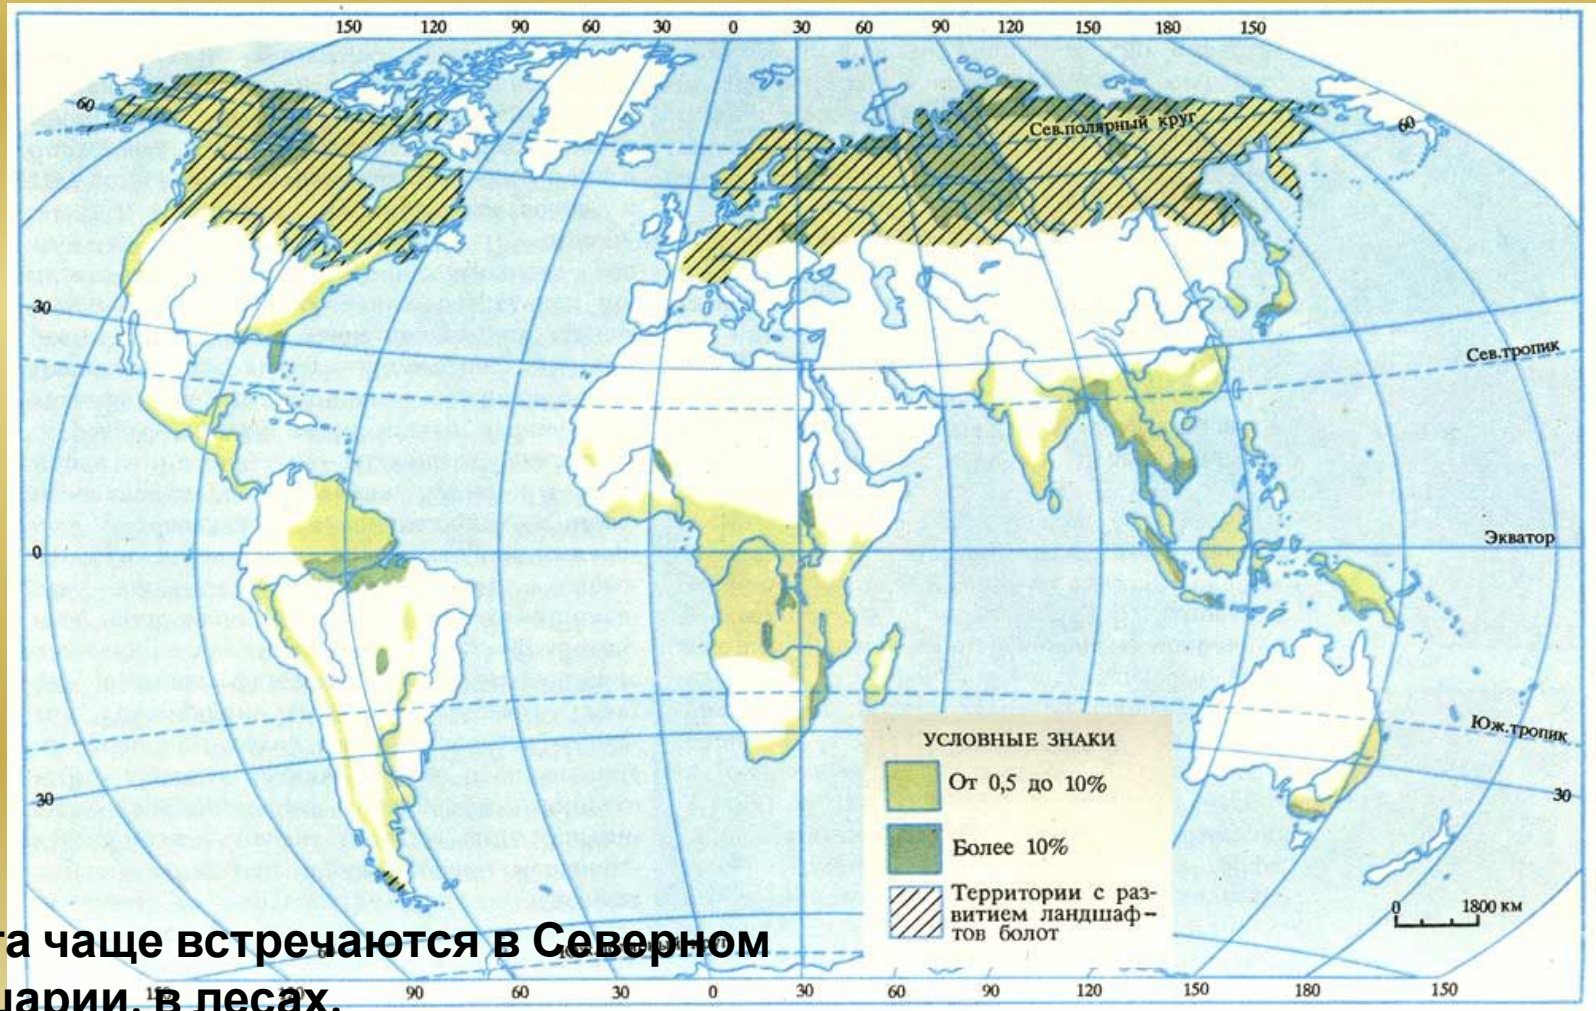 150 120 90 60 30 0 30 60 90 120 150 180 150
60
Сев.полярный круг
60
30
Сев.тропик
0
Экватор
УСЛОВНЫЕ ЗНАКИ
От 0,5 до 10%
Более 10%
Территории с раз-
витием ландшаф-
тов болот
Юж.тропик
30
30
0 1800 км
та чаще встречаются в Северном
шарии, в лесах.
90 60 30 0 30 60 90 120 150 180 150